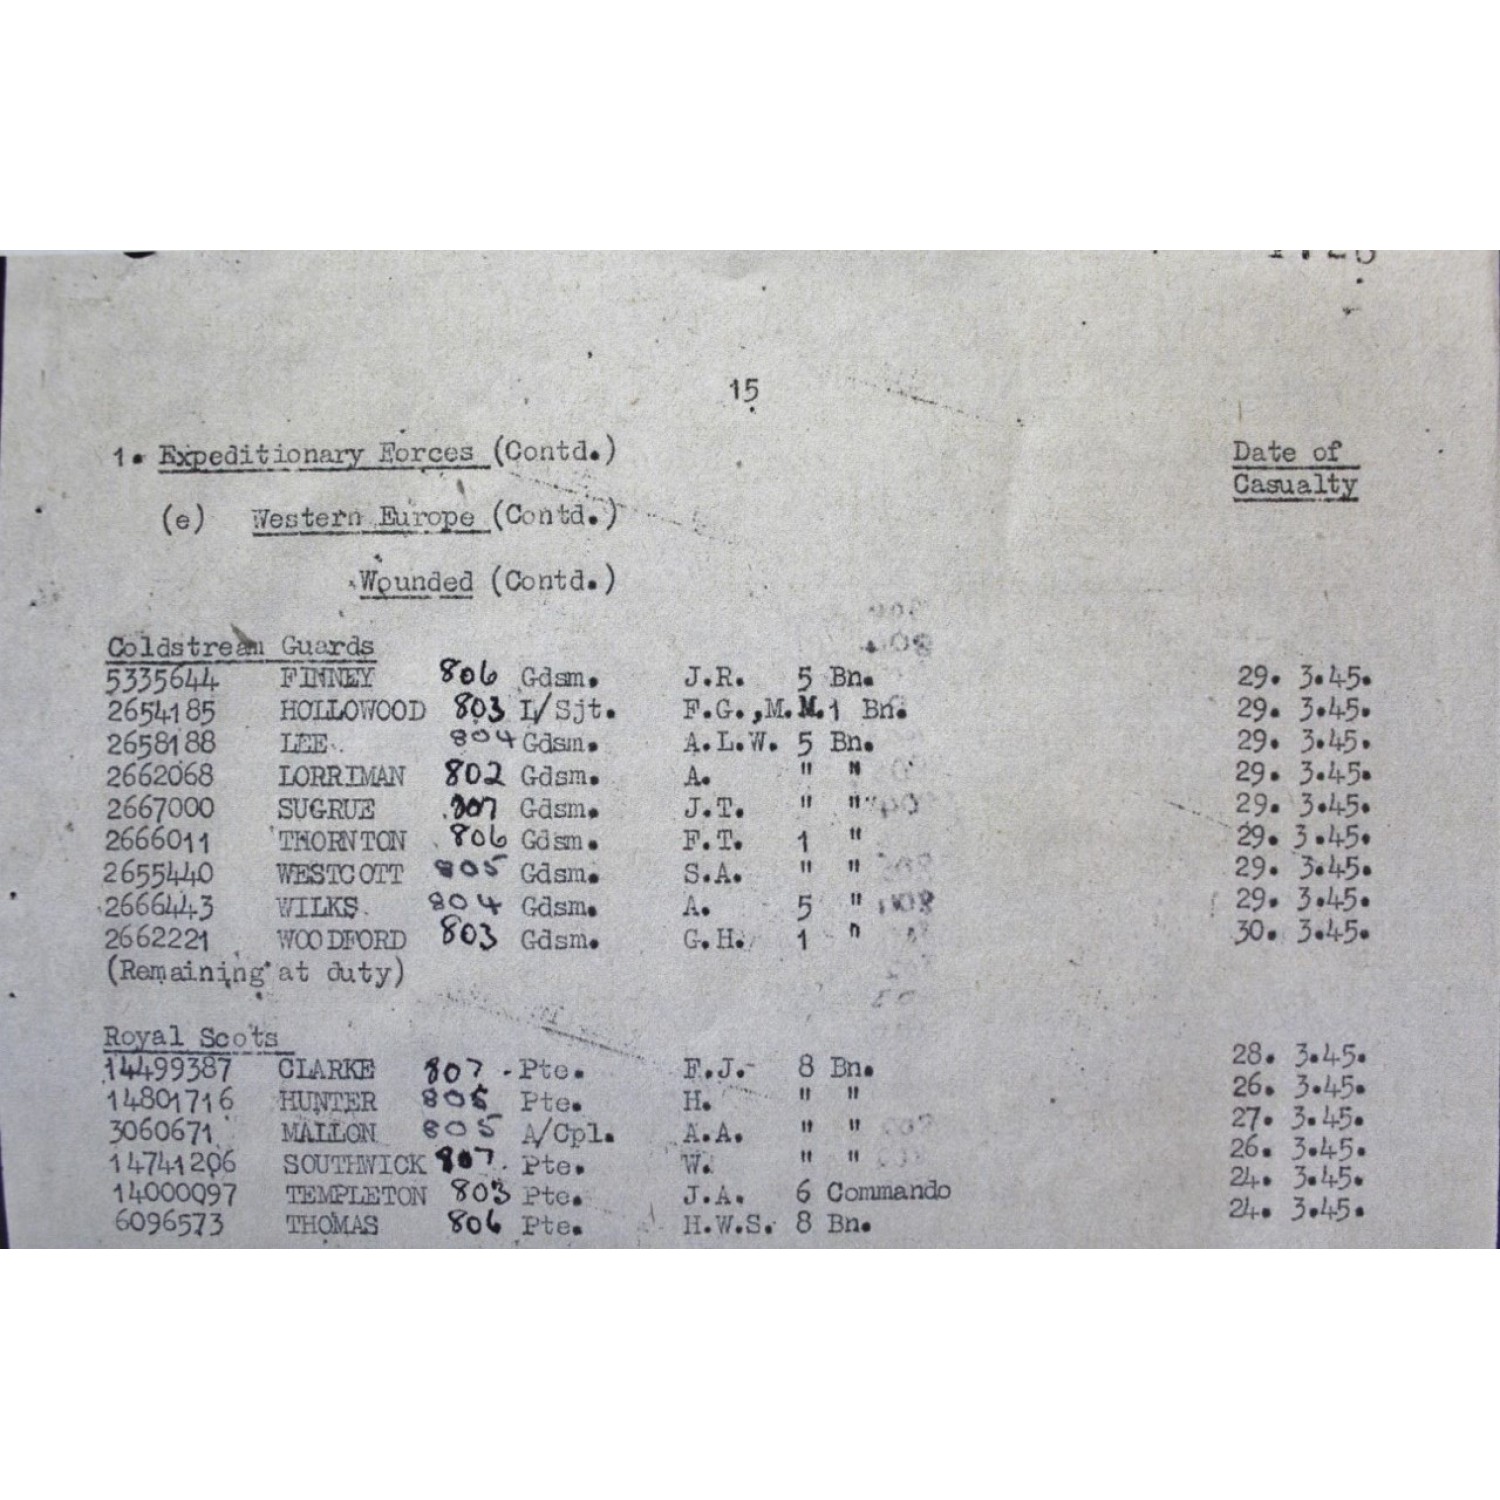 15
1. Expeditionary Forces (Contd.) Date of
Casualty
(e) Western Europe (Contd.)
Wounded (Contd.)
Coldstream Guards
5335644 FINNEY 806 Gdsm. J.R. 5 Bn. 29. 3.45.
2654185 HOLLOWOOD 803 L/Sjt. F.G.,M.M.1 Bn. 29. 3.45.
2658188 LEE 804 Gdsm. A.L.W. 5 Bn. 29. 3.45.
2662068 LORRIMAN 802 Gdsm. A. " " 29. 3.45.
2667000 SUGRUE 807 Gdsm. J.T. " " 29. 3.45.
2666011 THORNTON 806 Gdsm. F.T. 1 " 29. 3.45.
2655440 WESTCOTT 805 Gdsm. S.A. " " 29. 3.45.
2666443 WILKS 804 Gdsm. A. 5 " 29. 3.45.
2662221 WOODFORD 803 Gdsm. G.H. 1 " 30. 3.45.
(Remaining at duty)
Royal Scots
14499387 CLARKE 807 Pte. F.J. 8 Bn. 28. 3.45.
14801716 HUNTER 805 Pte. H. " " 26. 3.45.
3060671 MALLON 805 A/Cpl. A.A. " " 27. 3.45.
14741206 SOUTHWICK 807 Pte. W. " " 26. 3.45.
14000097 TEMPLETON 803 Pte. J.A. 6 Commando 24. 3.45.
6096573 THOMAS 806 Pte. H.W.S. 8 Bn. 24. 3.45.